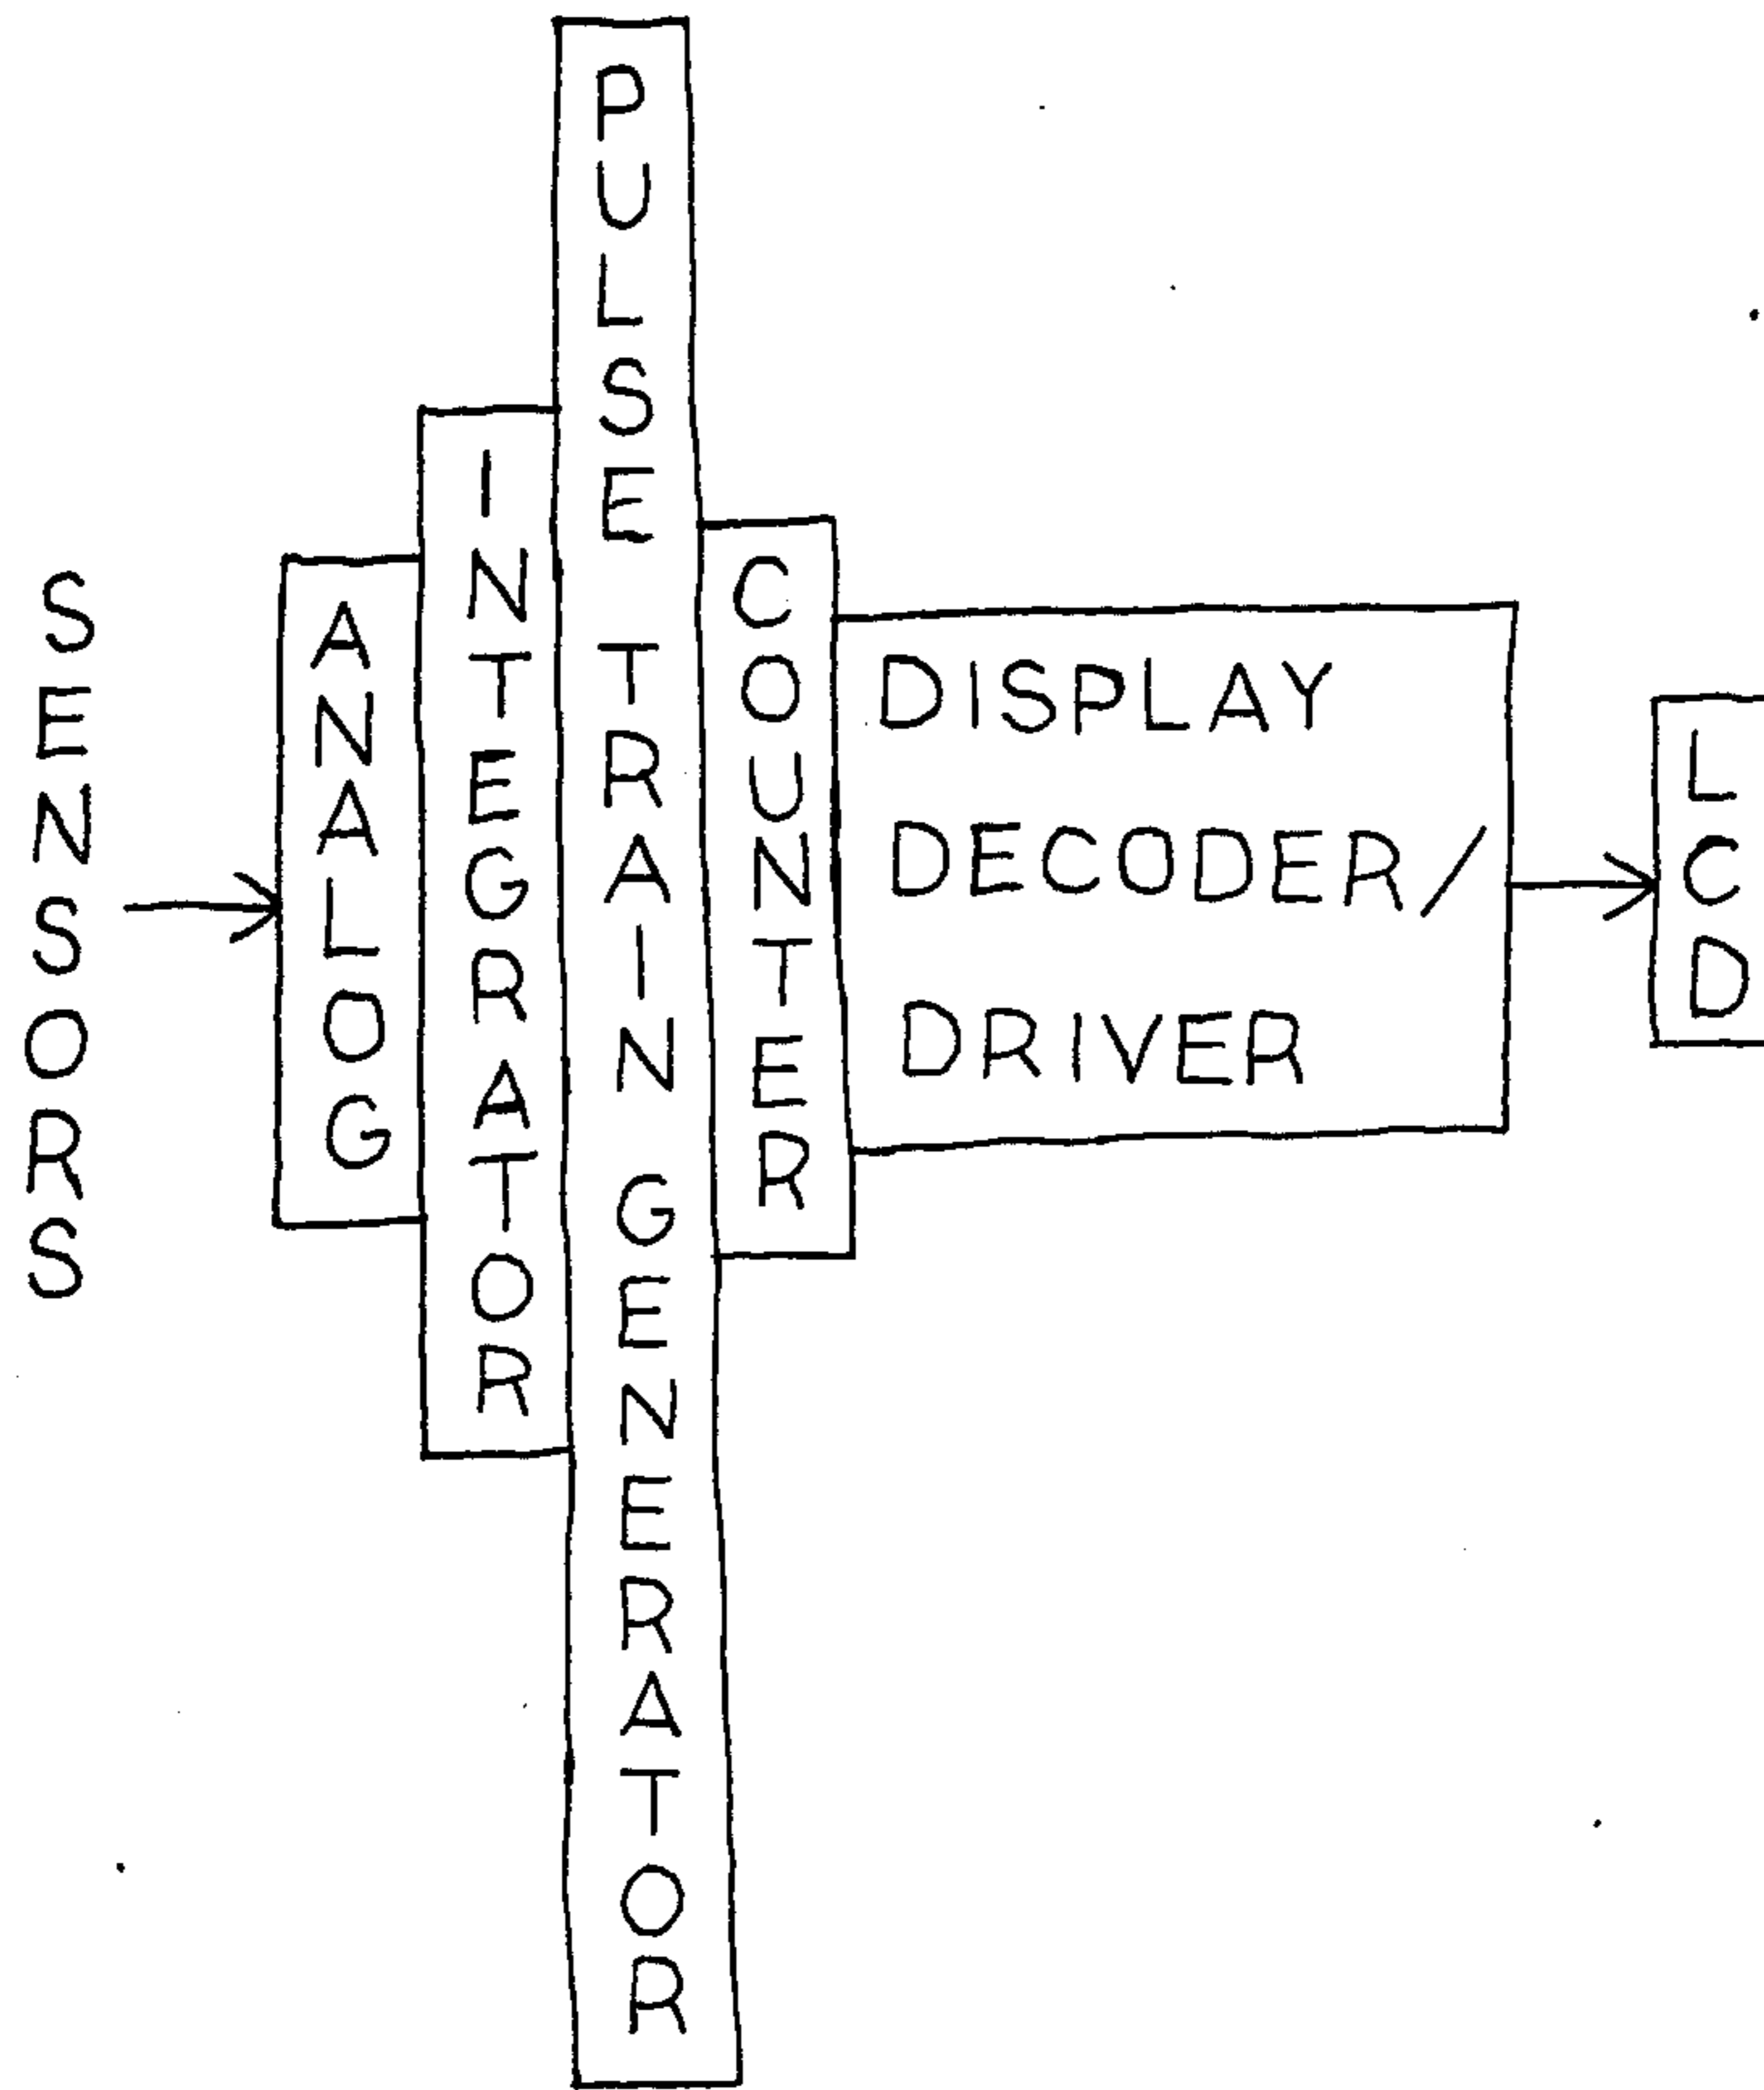 SENSORS
ANALOG
INTEGRATOR
PULSE TRAIN GENERATOR
COUNTER
DISPLAY
DECODER/
DRIVER
LCD